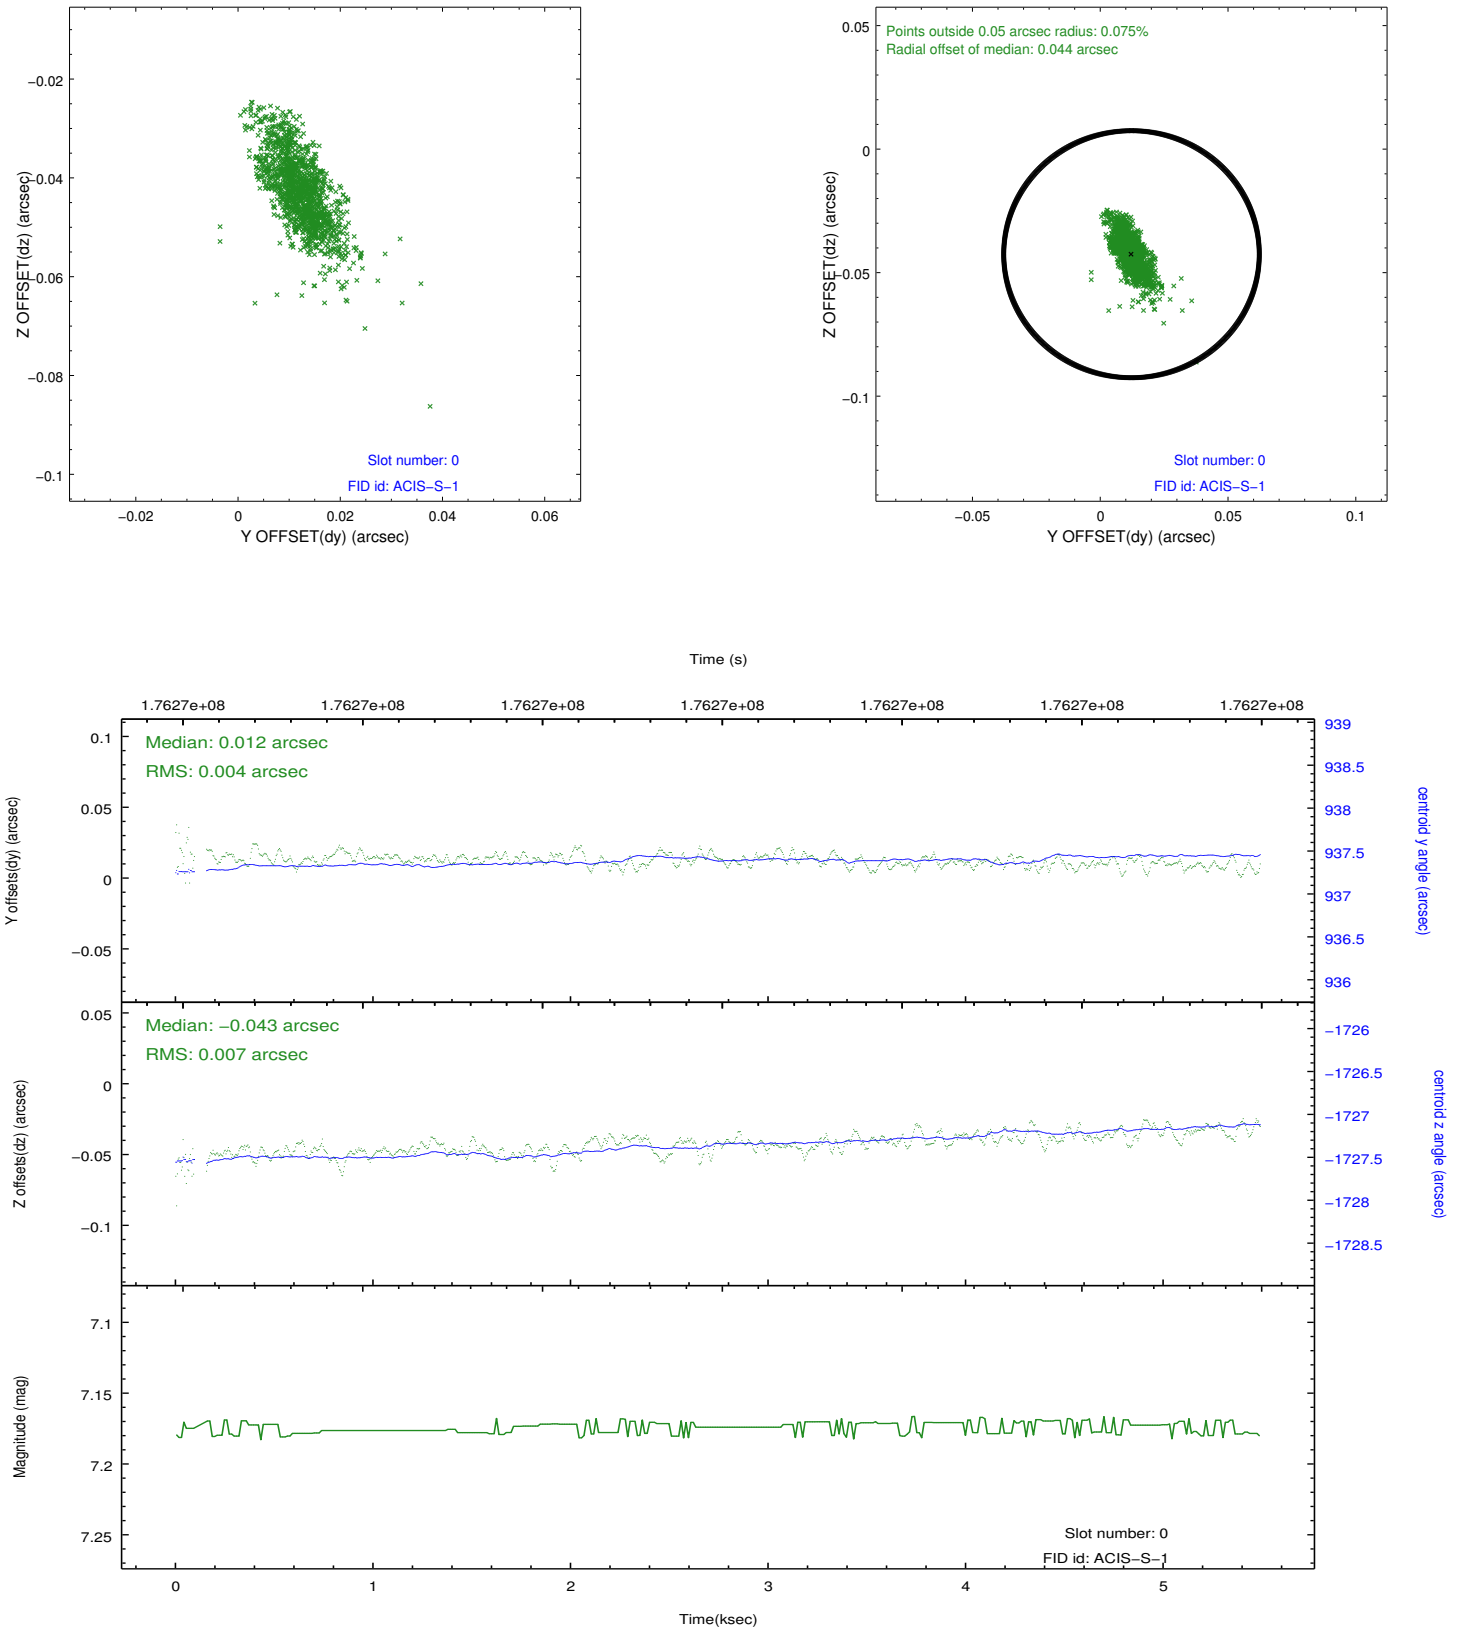 −0.02
−0.04
−0.06
−0.08
−0.1
Z OFFSET(dz) (arcsec)
Slot number: 0
FID id: ACIS−S−1
−0.02 0 0.02 0.04 0.06
Y OFFSET(dy) (arcsec)
Points outside 0.05 arcsec radius: 0.075%
Radial offset of median: 0.044 arcsec
0.05
0
−0.05
−0.1
Z OFFSET(dz) (arcsec)
Slot number: 0
FID id: ACIS−S−1
−0.05 0 0.05 0.1
Y OFFSET(dy) (arcsec)
Time (s)
1.7627e+08 1.7627e+08 1.7627e+08 1.7627e+08 1.7627e+08 1.7627e+08 1.7627e+08
Median: 0.012 arcsec
RMS: 0.004 arcsec
0.1
0.05
0
−0.05
Y offsets(dy) (arcsec)
939
938.5
938
937.5
937
936.5
936
centroid y angle (arcsec)
Median: −0.043 arcsec
RMS: 0.007 arcsec
0.05
0
−0.05
−0.1
Z offsets(dz) (arcsec)
−1726
−1726.5
−1727
−1727.5
−1728
−1728.5
centroid z angle (arcsec)
7.1
7.15
7.2
7.25
Magnitude (mag)
Slot number: 0
FID id: ACIS−S−1
0 1 2 3 4 5
Time(ksec)